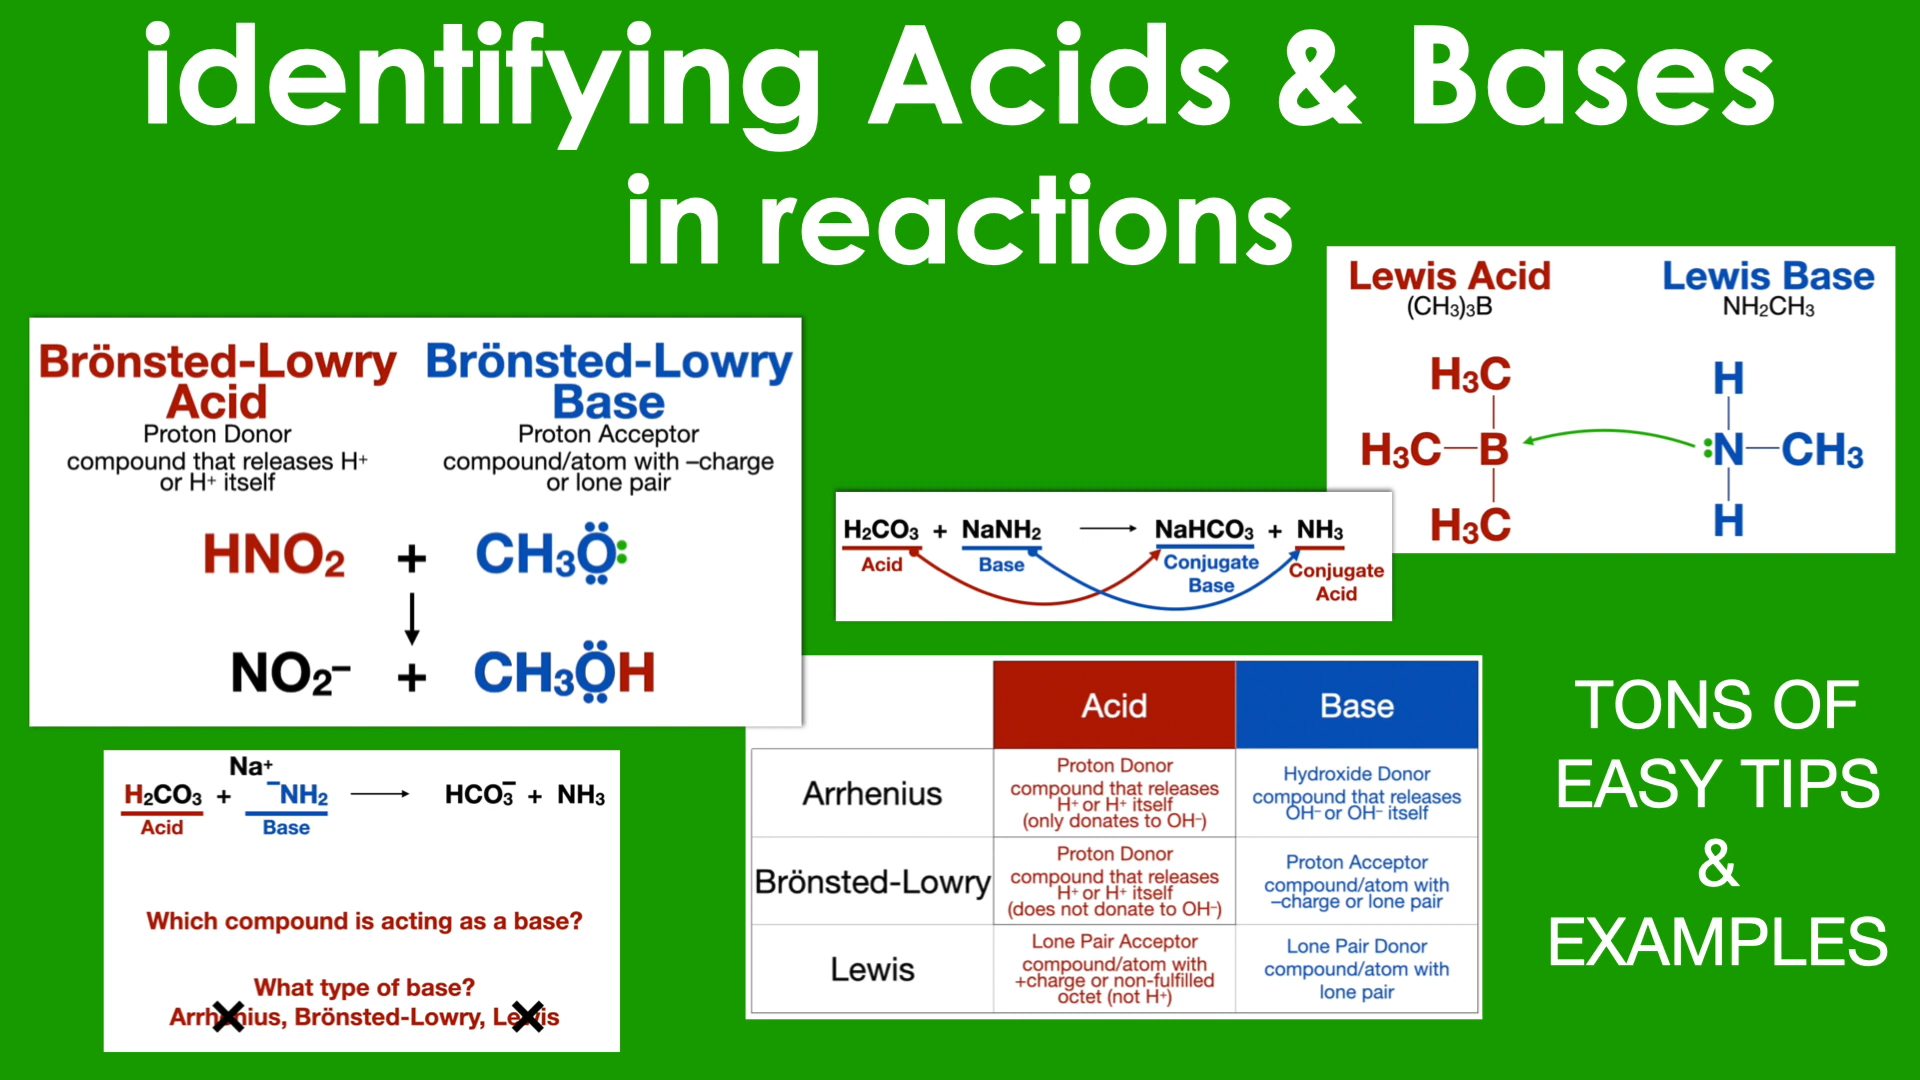 identifying Acids & Bases
in reactions
Brönsted-Lowry
Acid
Proton Donor
compound that releases H⁺
or H⁺ itself
Brönsted-Lowry
Base
Proton Acceptor
compound/atom with –charge
or lone pair
HNO₂ + CH₃Ö:
NO₂⁻ + CH₃ÖH
Lewis Acid
(CH₃)₃B
Lewis Base
NH₂CH₃
H₃C
H₃C—B
H₃C
H
:N—CH₃
H
H₂CO₃ + NaNH₂ → NaHCO₃ + NH₃
Acid Base Conjugate Base Conjugate Acid
Na⁺
H₂CO₃ + ⁻NH₂ → HCO₃⁻ + NH₃
Acid Base
Which compound is acting as a base?
What type of base?
Arrhenius, Brönsted-Lowry, Lewis
Acid Base
Arrhenius
Proton Donor
compound that releases
H⁺ or H⁺ itself
(only donates to OH⁻)
Hydroxide Donor
compound that releases
OH⁻ or OH⁻ itself
Brönsted-Lowry
Proton Donor
compound that releases
H⁺ or H⁺ itself
(does not donate to OH⁻)
Proton Acceptor
compound/atom with
–charge or lone pair
Lewis
Lone Pair Acceptor
compound/atom with
+charge or non-fulfilled
octet (not H⁺)
Lone Pair Donor
compound/atom with
lone pair
TONS OF
EASY TIPS
&
EXAMPLES